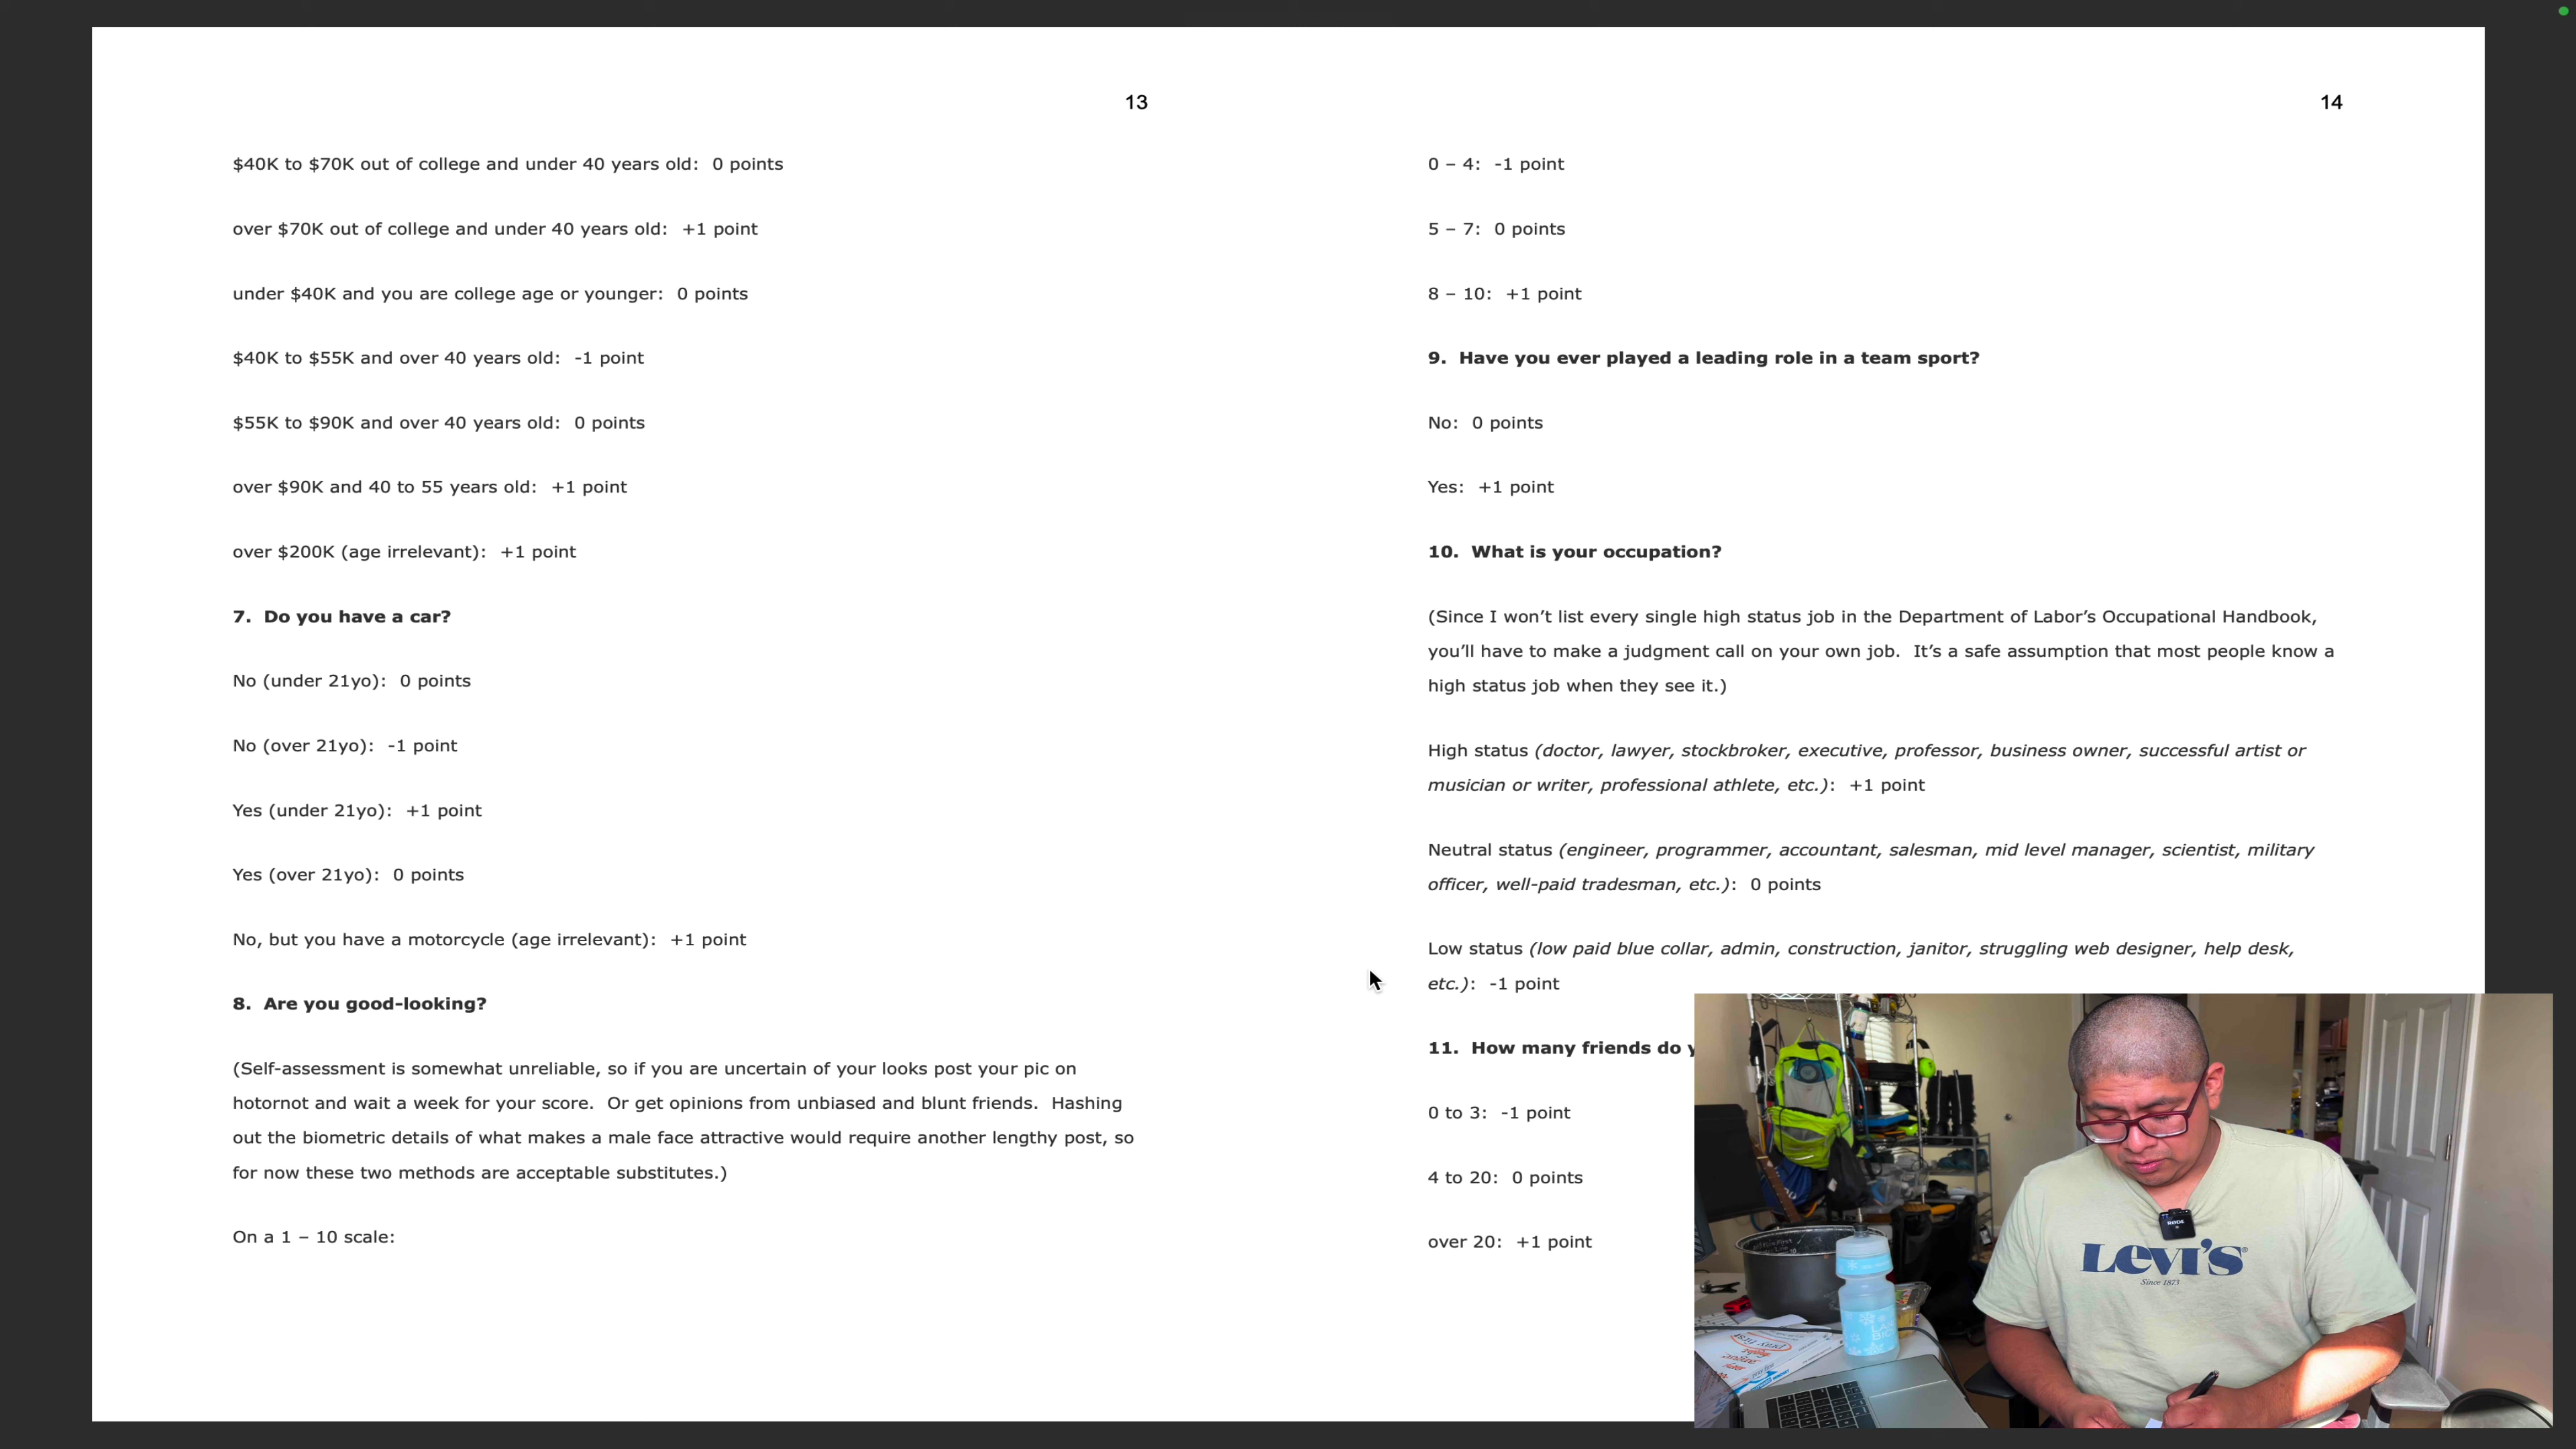 13
$40K to $70K out of college and under 40 years old: 0 points
over $70K out of college and under 40 years old: +1 point
under $40K and you are college age or younger: 0 points
$40K to $55K and over 40 years old: -1 point
$55K to $90K and over 40 years old: 0 points
over $90K and 40 to 55 years old: +1 point
over $200K (age irrelevant): +1 point
7. Do you have a car?
No (under 21yo): 0 points
No (over 21yo): -1 point
Yes (under 21yo): +1 point
Yes (over 21yo): 0 points
No, but you have a motorcycle (age irrelevant): +1 point
8. Are you good-looking?
(Self-assessment is somewhat unreliable, so if you are uncertain of your looks post your pic on
hotornot and wait a week for your score. Or get opinions from unbiased and blunt friends. Hashing
out the biometric details of what makes a male face attractive would require another lengthy post, so
for now these two methods are acceptable substitutes.)
On a 1 – 10 scale:
14
0 – 4: -1 point
5 – 7: 0 points
8 – 10: +1 point
9. Have you ever played a leading role in a team sport?
No: 0 points
Yes: +1 point
10. What is your occupation?
(Since I won’t list every single high status job in the Department of Labor’s Occupational Handbook,
you’ll have to make a judgment call on your own job. It’s a safe assumption that most people know a
high status job when they see it.)
High status (doctor, lawyer, stockbroker, executive, professor, business owner, successful artist or
musician or writer, professional athlete, etc.): +1 point
Neutral status (engineer, programmer, accountant, salesman, mid level manager, scientist, military
officer, well-paid tradesman, etc.): 0 points
Low status (low paid blue collar, admin, construction, janitor, struggling web designer, help desk,
etc.): -1 point
11. How many friends do
0 to 3: -1 point
4 to 20: 0 points
over 20: +1 point
RØDE
LEVI'S
Since 1873